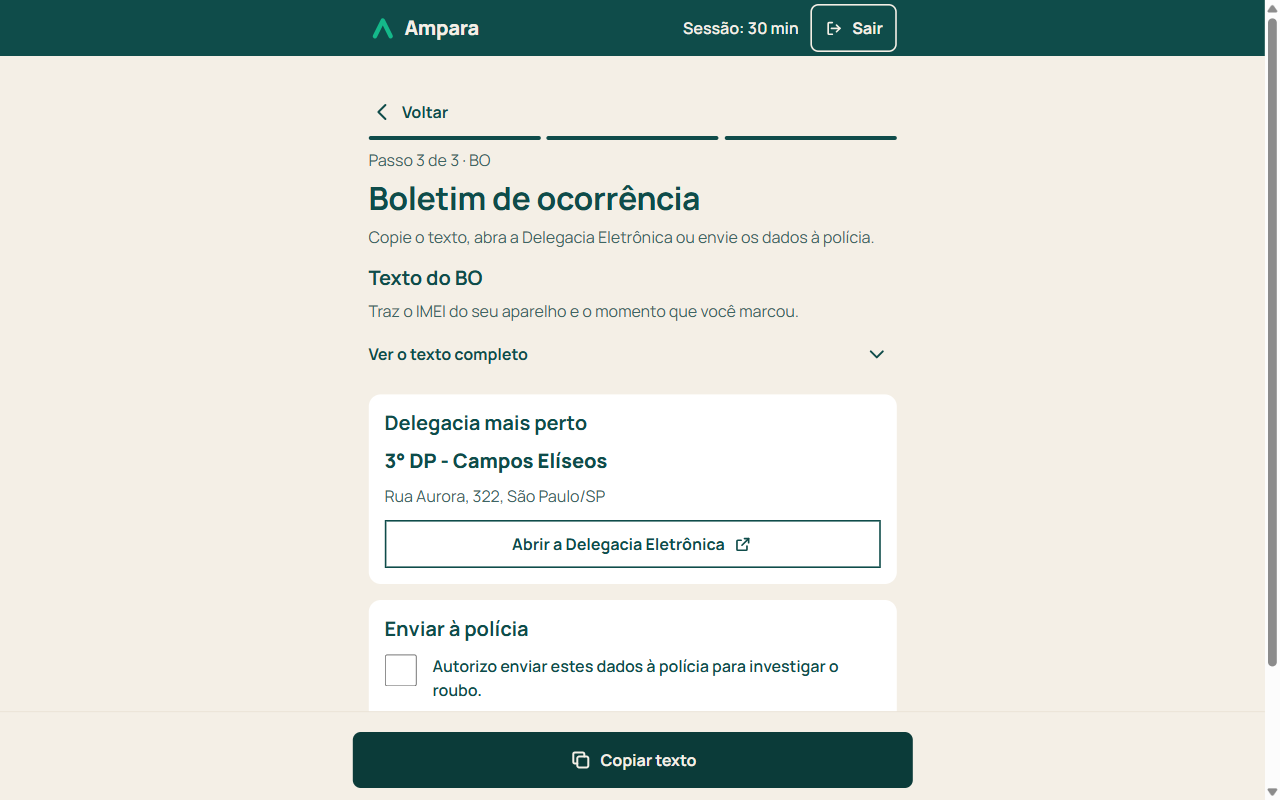 Ampara
Sessão: 30 min
Sair
Voltar
Passo 3 de 3 · BO
Boletim de ocorrência
Copie o texto, abra a Delegacia Eletrônica ou envie os dados à polícia.
Texto do BO
Traz o IMEI do seu aparelho e o momento que você marcou.
Ver o texto completo
Delegacia mais perto
3° DP - Campos Elíseos
Rua Aurora, 322, São Paulo/SP
Abrir a Delegacia Eletrônica
Enviar à polícia
Autorizo enviar estes dados à polícia para investigar o
roubo.
Copiar texto